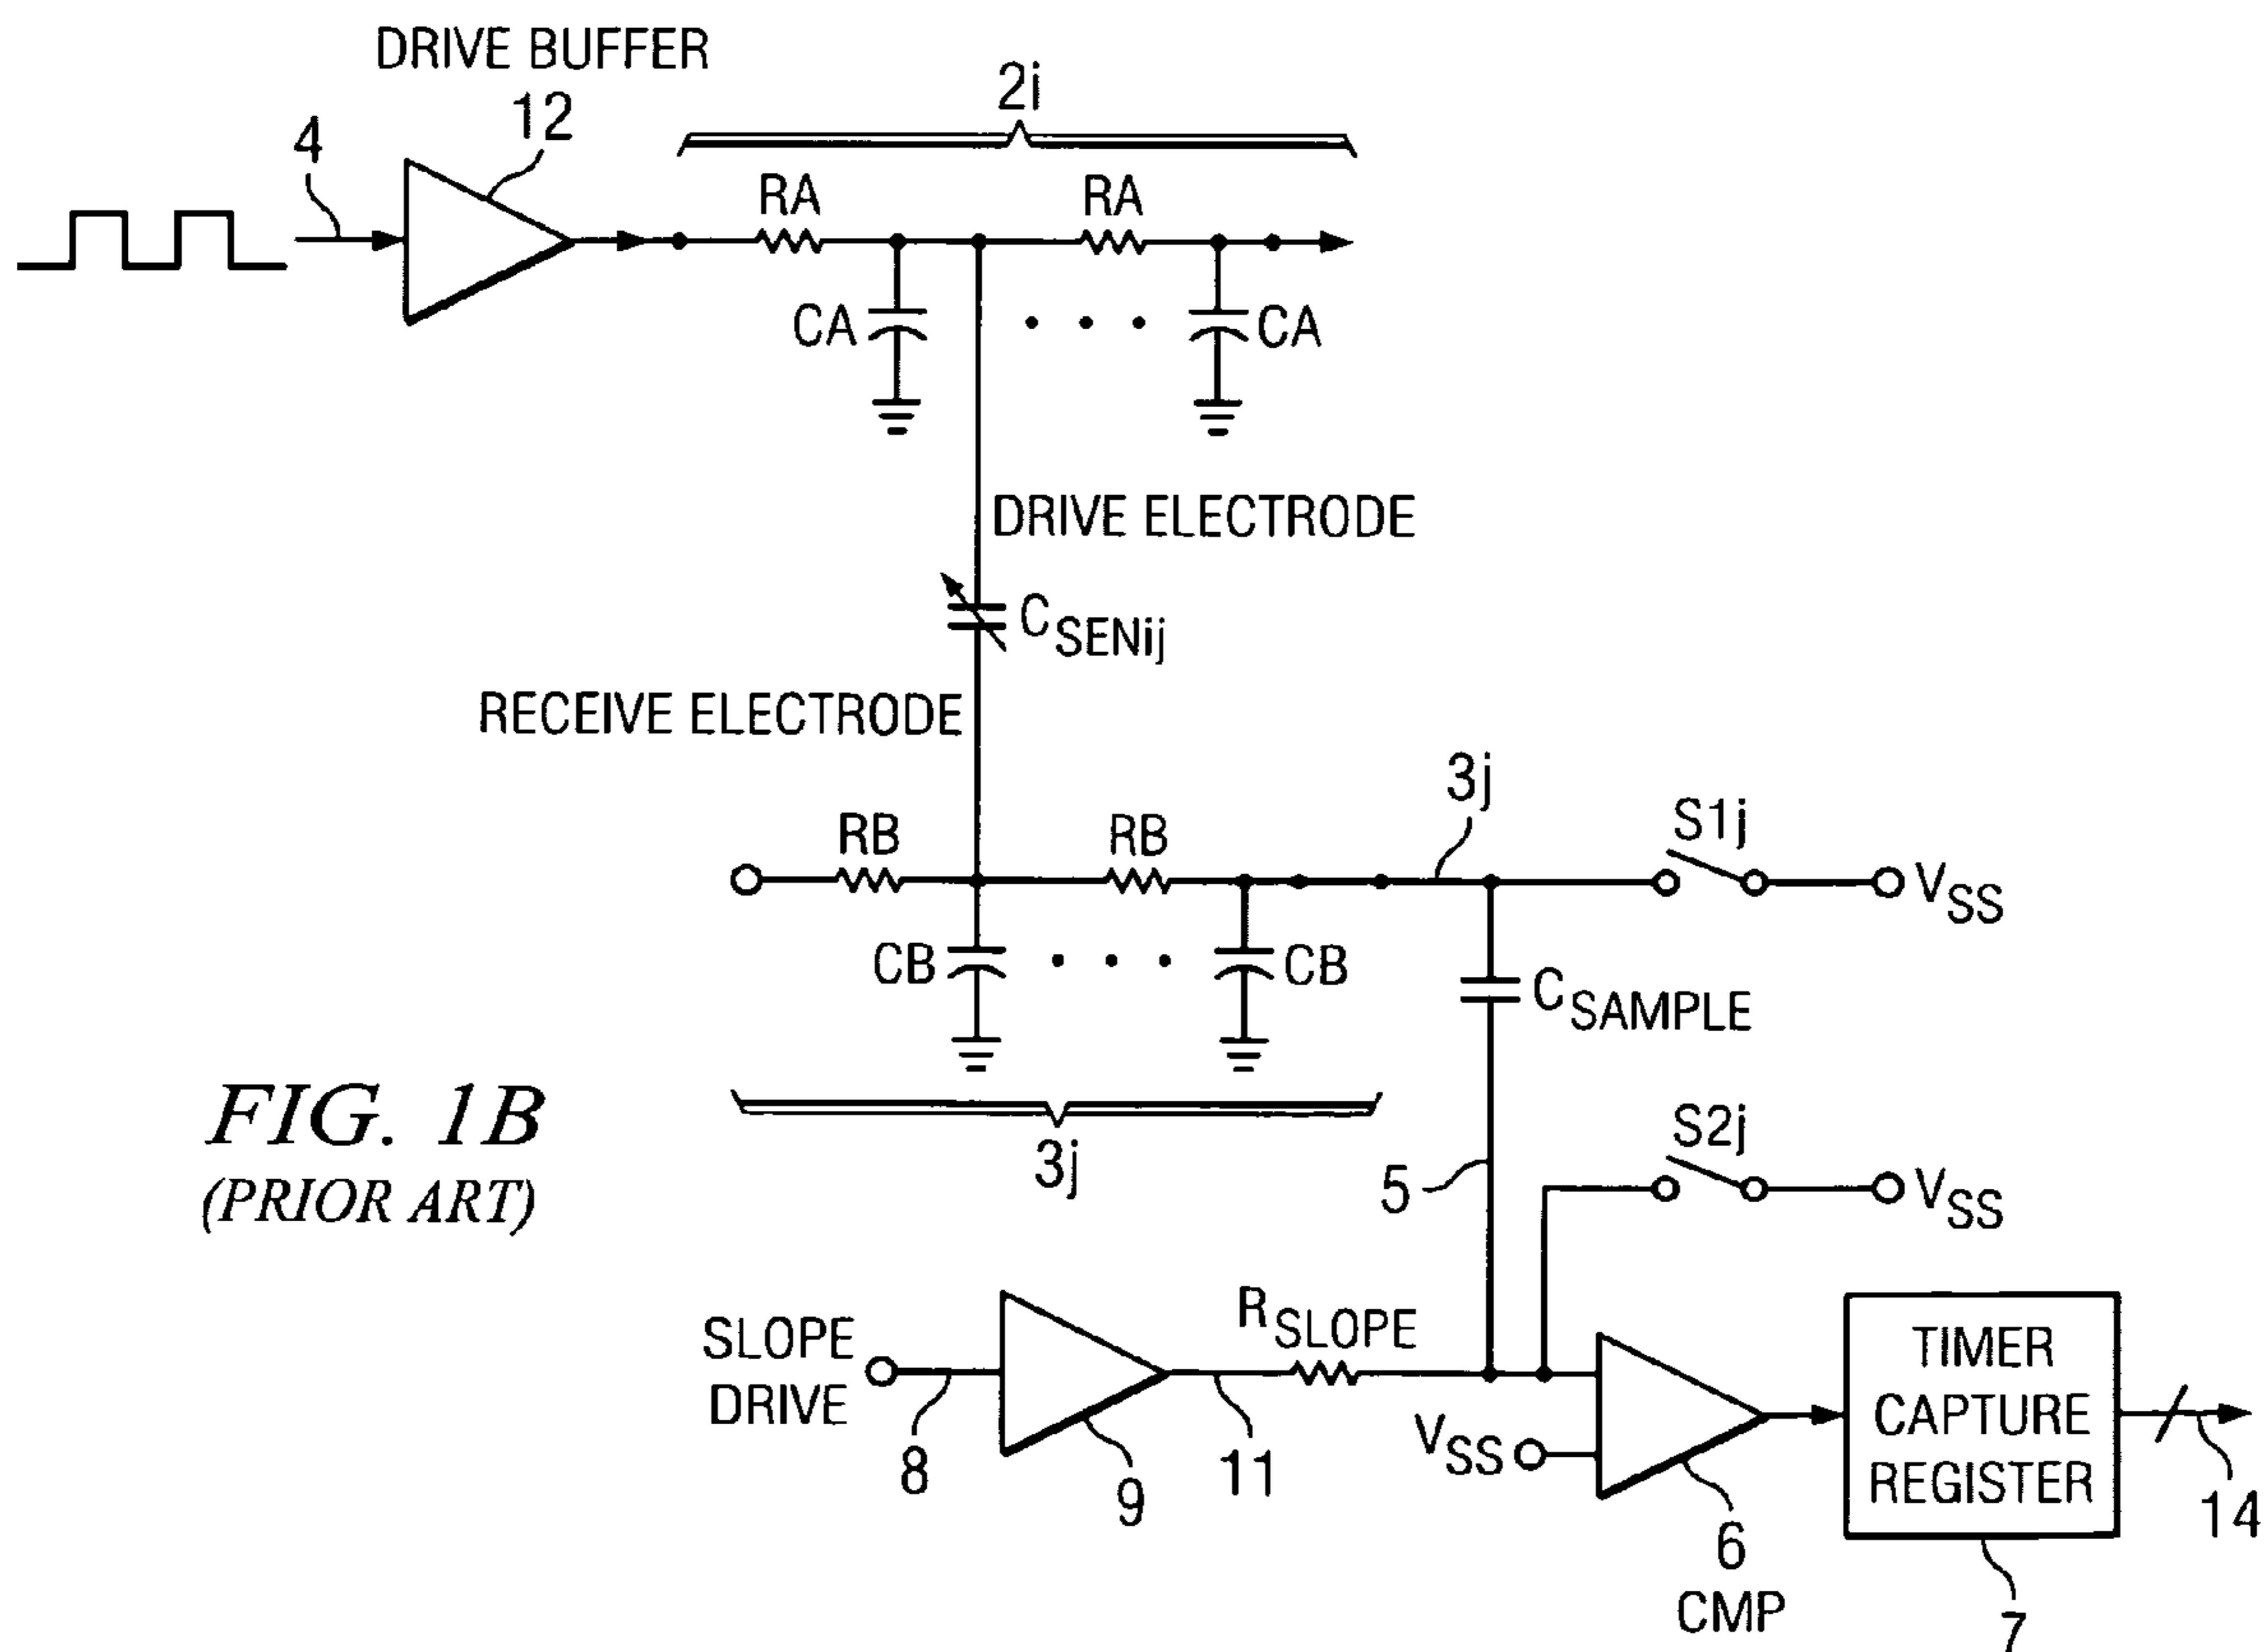 DRIVE BUFFER
12
2i
4
RA
RA
CA
CA
DRIVE ELECTRODE
CSENij
RECEIVE ELECTRODE
3j
S1j
RB
RB
VSS
CB
CB
CSAMPLE
FIG. 1B
(PRIOR ART)
3j
5
S2j
VSS
SLOPE
DRIVE
8
9
11
RSLOPE
VSS
6
CMP
TIMER
CAPTURE
REGISTER
14
7